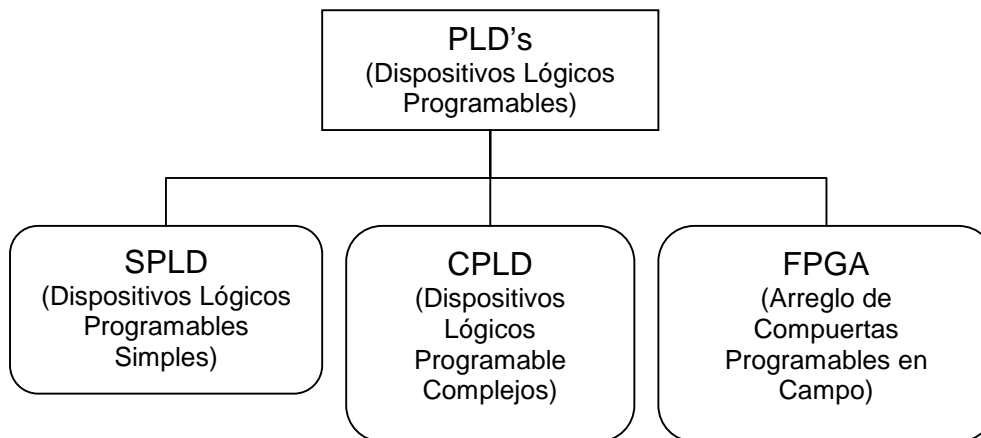 PLD’s
(Dispositivos Lógicos
Programables)
SPLD
(Dispositivos Lógicos
Programables
Simples)
CPLD
(Dispositivos
Lógicos
Programable
Complejos)
FPGA
(Arreglo de
Compuertas
Programables en
Campo)